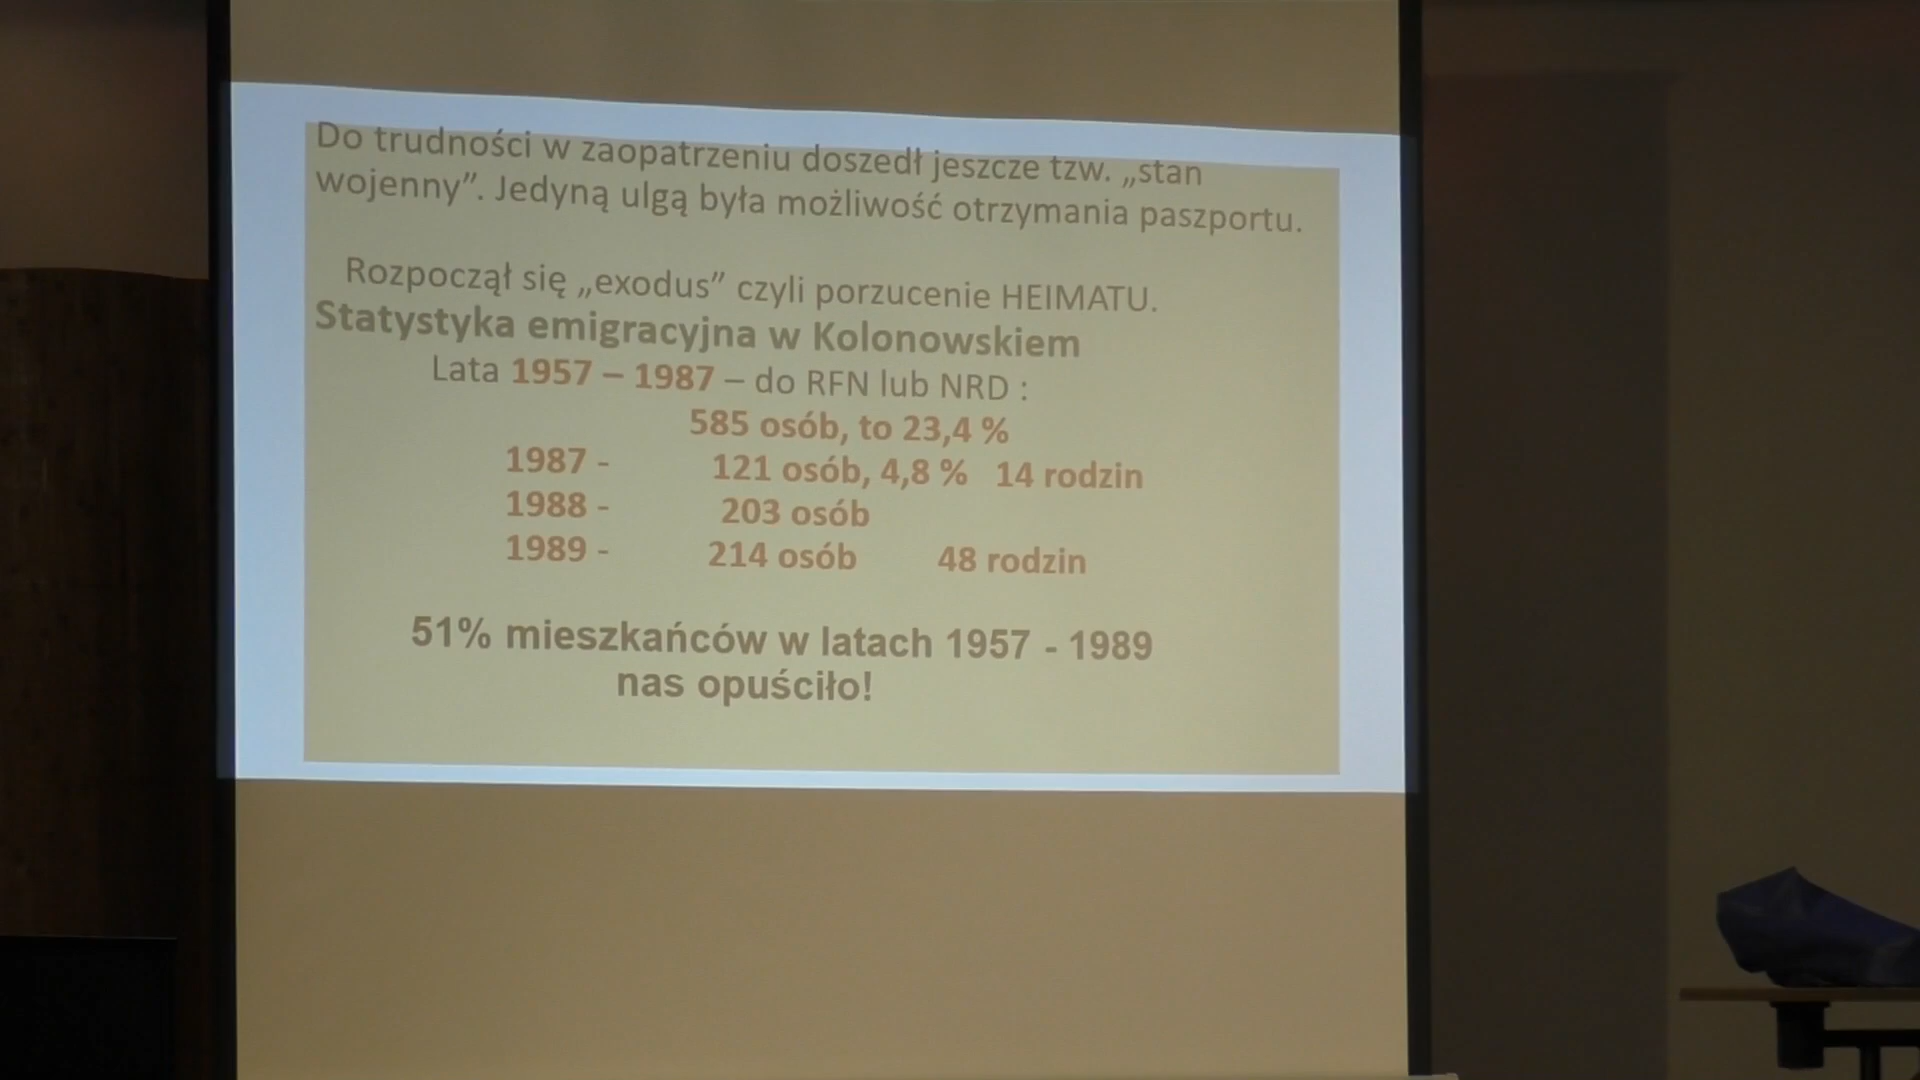 Do trudności w zaopatrzeniu doszedł jeszcze tzw. „stan
wojenny”. Jedyną ulgą była możliwość otrzymania paszportu.
Rozpoczął się „exodus” czyli porzucenie HEIMATU.
Statystyka emigracyjna w Kolonowskiem
Lata 1957 – 1987 – do RFN lub NRD :
585 osób, to 23,4 %
1987 - 121 osób, 4,8 % 14 rodzin
1988 - 203 osób
1989 - 214 osób 48 rodzin
51% mieszkańców w latach 1957 - 1989
nas opuściło!